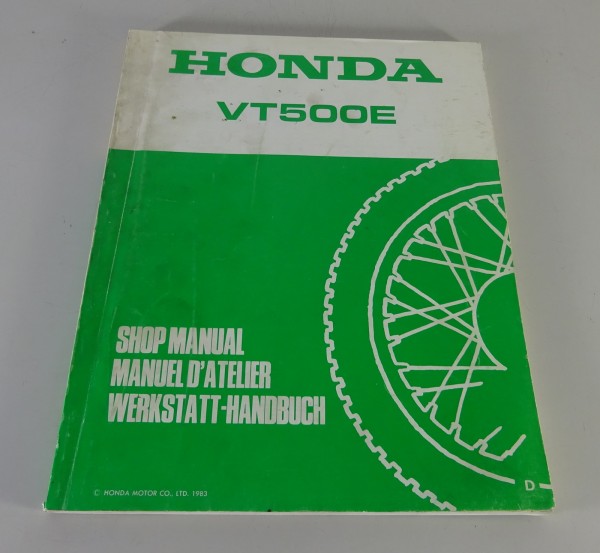 HONDA
VT500E
SHOP MANUAL
MANUEL D'ATELIER
WERKSTATT-HANDBUCH
© HONDA MOTOR CO., LTD. 1983
D